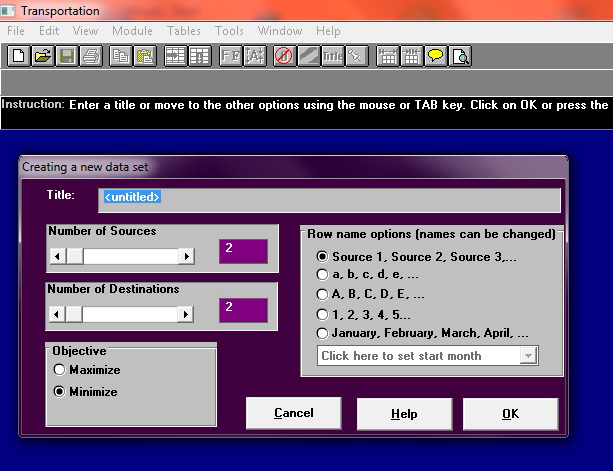 Transportation
File Edit View Module Tables Tools Window Help
Title
Instruction: Enter a title or move to the other options using the mouse or TAB key. Click on OK or press the
Creating a new data set
Title: <untitled>
Number of Sources
2
Number of Destinations
2
Objective
Maximize
Minimize
Row name options (names can be changed)
Source 1, Source 2, Source 3,...
a, b, c, d, e, ...
A, B, C, D, E, ...
1, 2, 3, 4, 5...
January, February, March, April, ...
Click here to set start month
Cancel Help OK